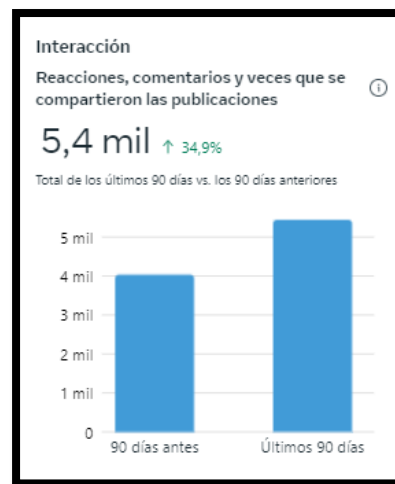 Interacción
Reacciones, comentarios y veces que se
compartieron las publicaciones
5,4 mil ↑ 34,9%
Total de los últimos 90 días vs. los 90 días anteriores
5 mil
4 mil
3 mil
2 mil
1 mil
0
90 días antes Últimos 90 días